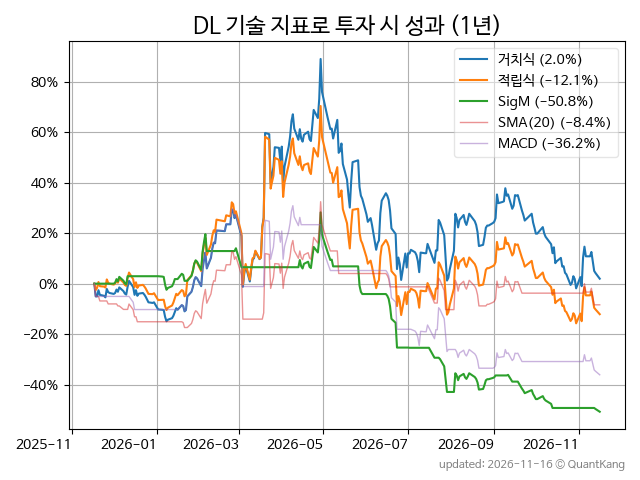 DL 기술 지표로 투자 시 성과 (1년)
거치식 (2.0%)
적립식 (−12.1%)
SigM (−50.8%)
SMA(20) (−8.4%)
MACD (−36.2%)
80%
60%
40%
20%
0%
−20%
−40%
2025-11 2026-01 2026-03 2026-05 2026-07 2026-09 2026-11
updated: 2026-11-16 © QuantKang